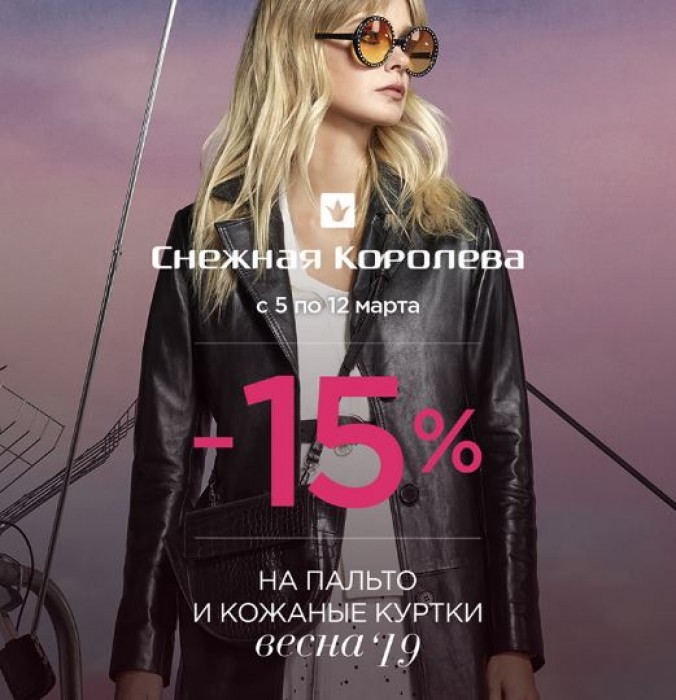 Снежная Королева
с 5 по 12 марта
-15%
НА ПАЛЬТО
И КОЖАНЫЕ КУРТКИ
весна '19